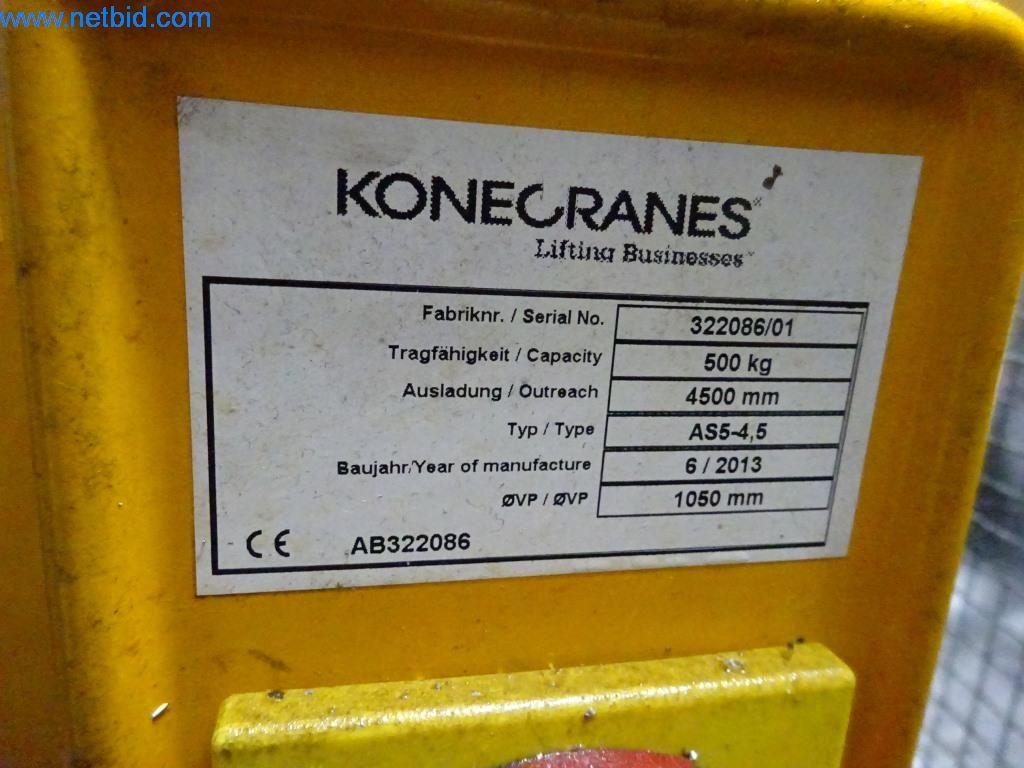 www.netbid.com
KONECRANES®
Lifting Businesses™
Fabriknr. / Serial No. 322086/01
Tragfähigkeit / Capacity 500 kg
Ausladung / Outreach 4500 mm
Typ / Type AS5-4,5
Baujahr/Year of manufacture 6 / 2013
ØVP / ØVP 1050 mm
CE AB322086